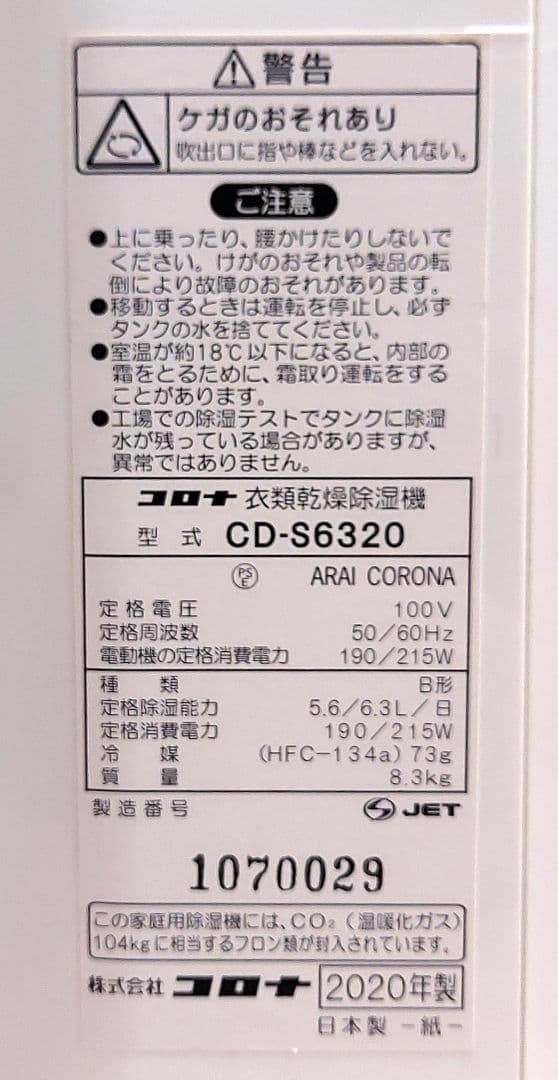 警告
ケガのおそれあり
吹出口に指や棒などを入れない。
ご注意
●上に乗ったり、腰かけたりしないで
ください。けがのおそれや製品の転
倒により故障のおそれがあります。
●移動するときは運転を停止し、必ず
タンクの水を捨ててください。
●室温が約18℃以下になると、内部の
霜をとるために、霜取り運転をする
ことがあります。
●工場での除湿テストでタンクに除湿
水が残っている場合がありますが、
異常ではありません。
コロナ 衣類乾燥除湿機
型式 CD-S6320
PSE ARAI CORONA
定格電圧 100V
定格周波数 50/60Hz
電動機の定格消費電力 190/215W
種類 B形
定格除湿能力 5.6/6.3L/日
定格消費電力 190/215W
冷媒 (HFC-134a) 73g
質量 8.3kg
製造番号 JET
1070029
この家庭用除湿機には、CO₂(温暖化ガス)
104kgに相当するフロン類が封入されています。
株式会社 コロナ 2020年製
日本製 -紙-